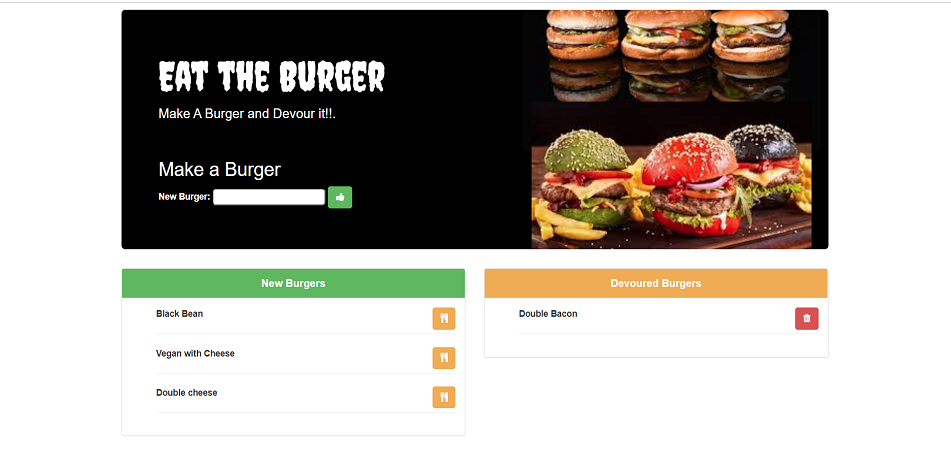 EAT THE BURGER
Make A Burger and Devour it!!.
Make a Burger
New Burger:
New Burgers
Black Bean
Vegan with Cheese
Double cheese
Devoured Burgers
Double Bacon